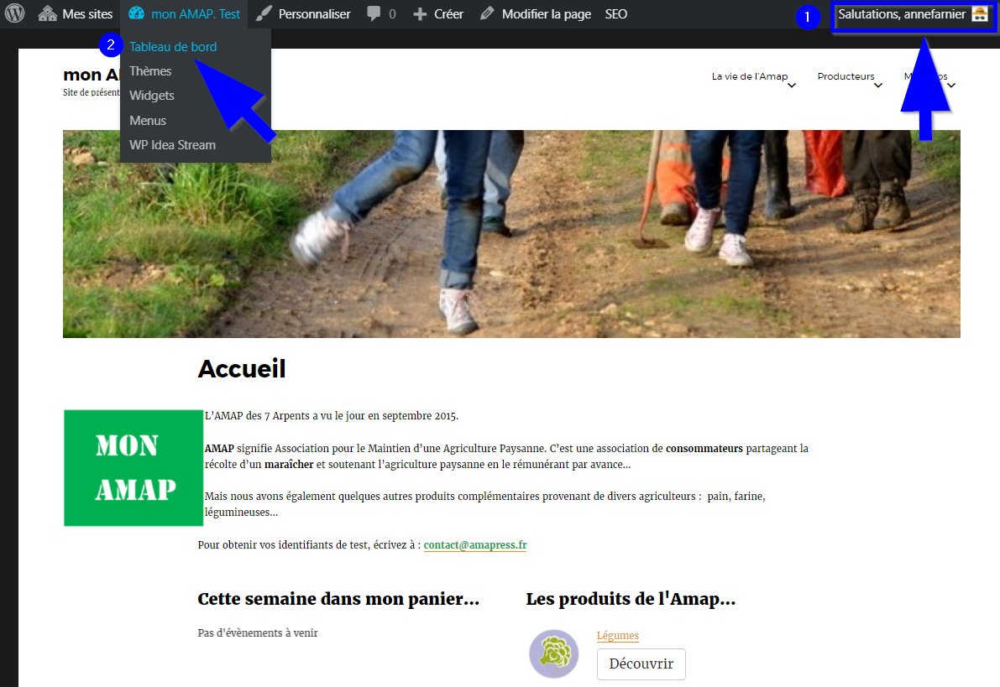 Mes sites mon AMAP. Test Personnaliser 0 Créer Modifier la page SEO 1 Salutations, annefarnier
2 Tableau de bord
Thèmes
Widgets
Menus
WP Idea Stream
mon
Site de présent
La vie de l'Amap Producteurs
Accueil
MON
AMAP
L'AMAP des 7 Arpents a vu le jour en septembre 2015.
AMAP signifie Association pour le Maintien d'une Agriculture Paysanne. C'est une association de consommateurs partageant la
récolte d'un maraîcher et soutenant l'agriculture paysanne en le rémunérant par avance...
Mais nous avons également quelques autres produits complémentaires provenant de divers agriculteurs : pain, farine,
légumineuses...
Pour obtenir vos identifiants de test, écrivez à : contact@amapress.fr
Cette semaine dans mon panier...
Pas d'évènements à venir
Les produits de l'Amap...
Légumes
Découvrir